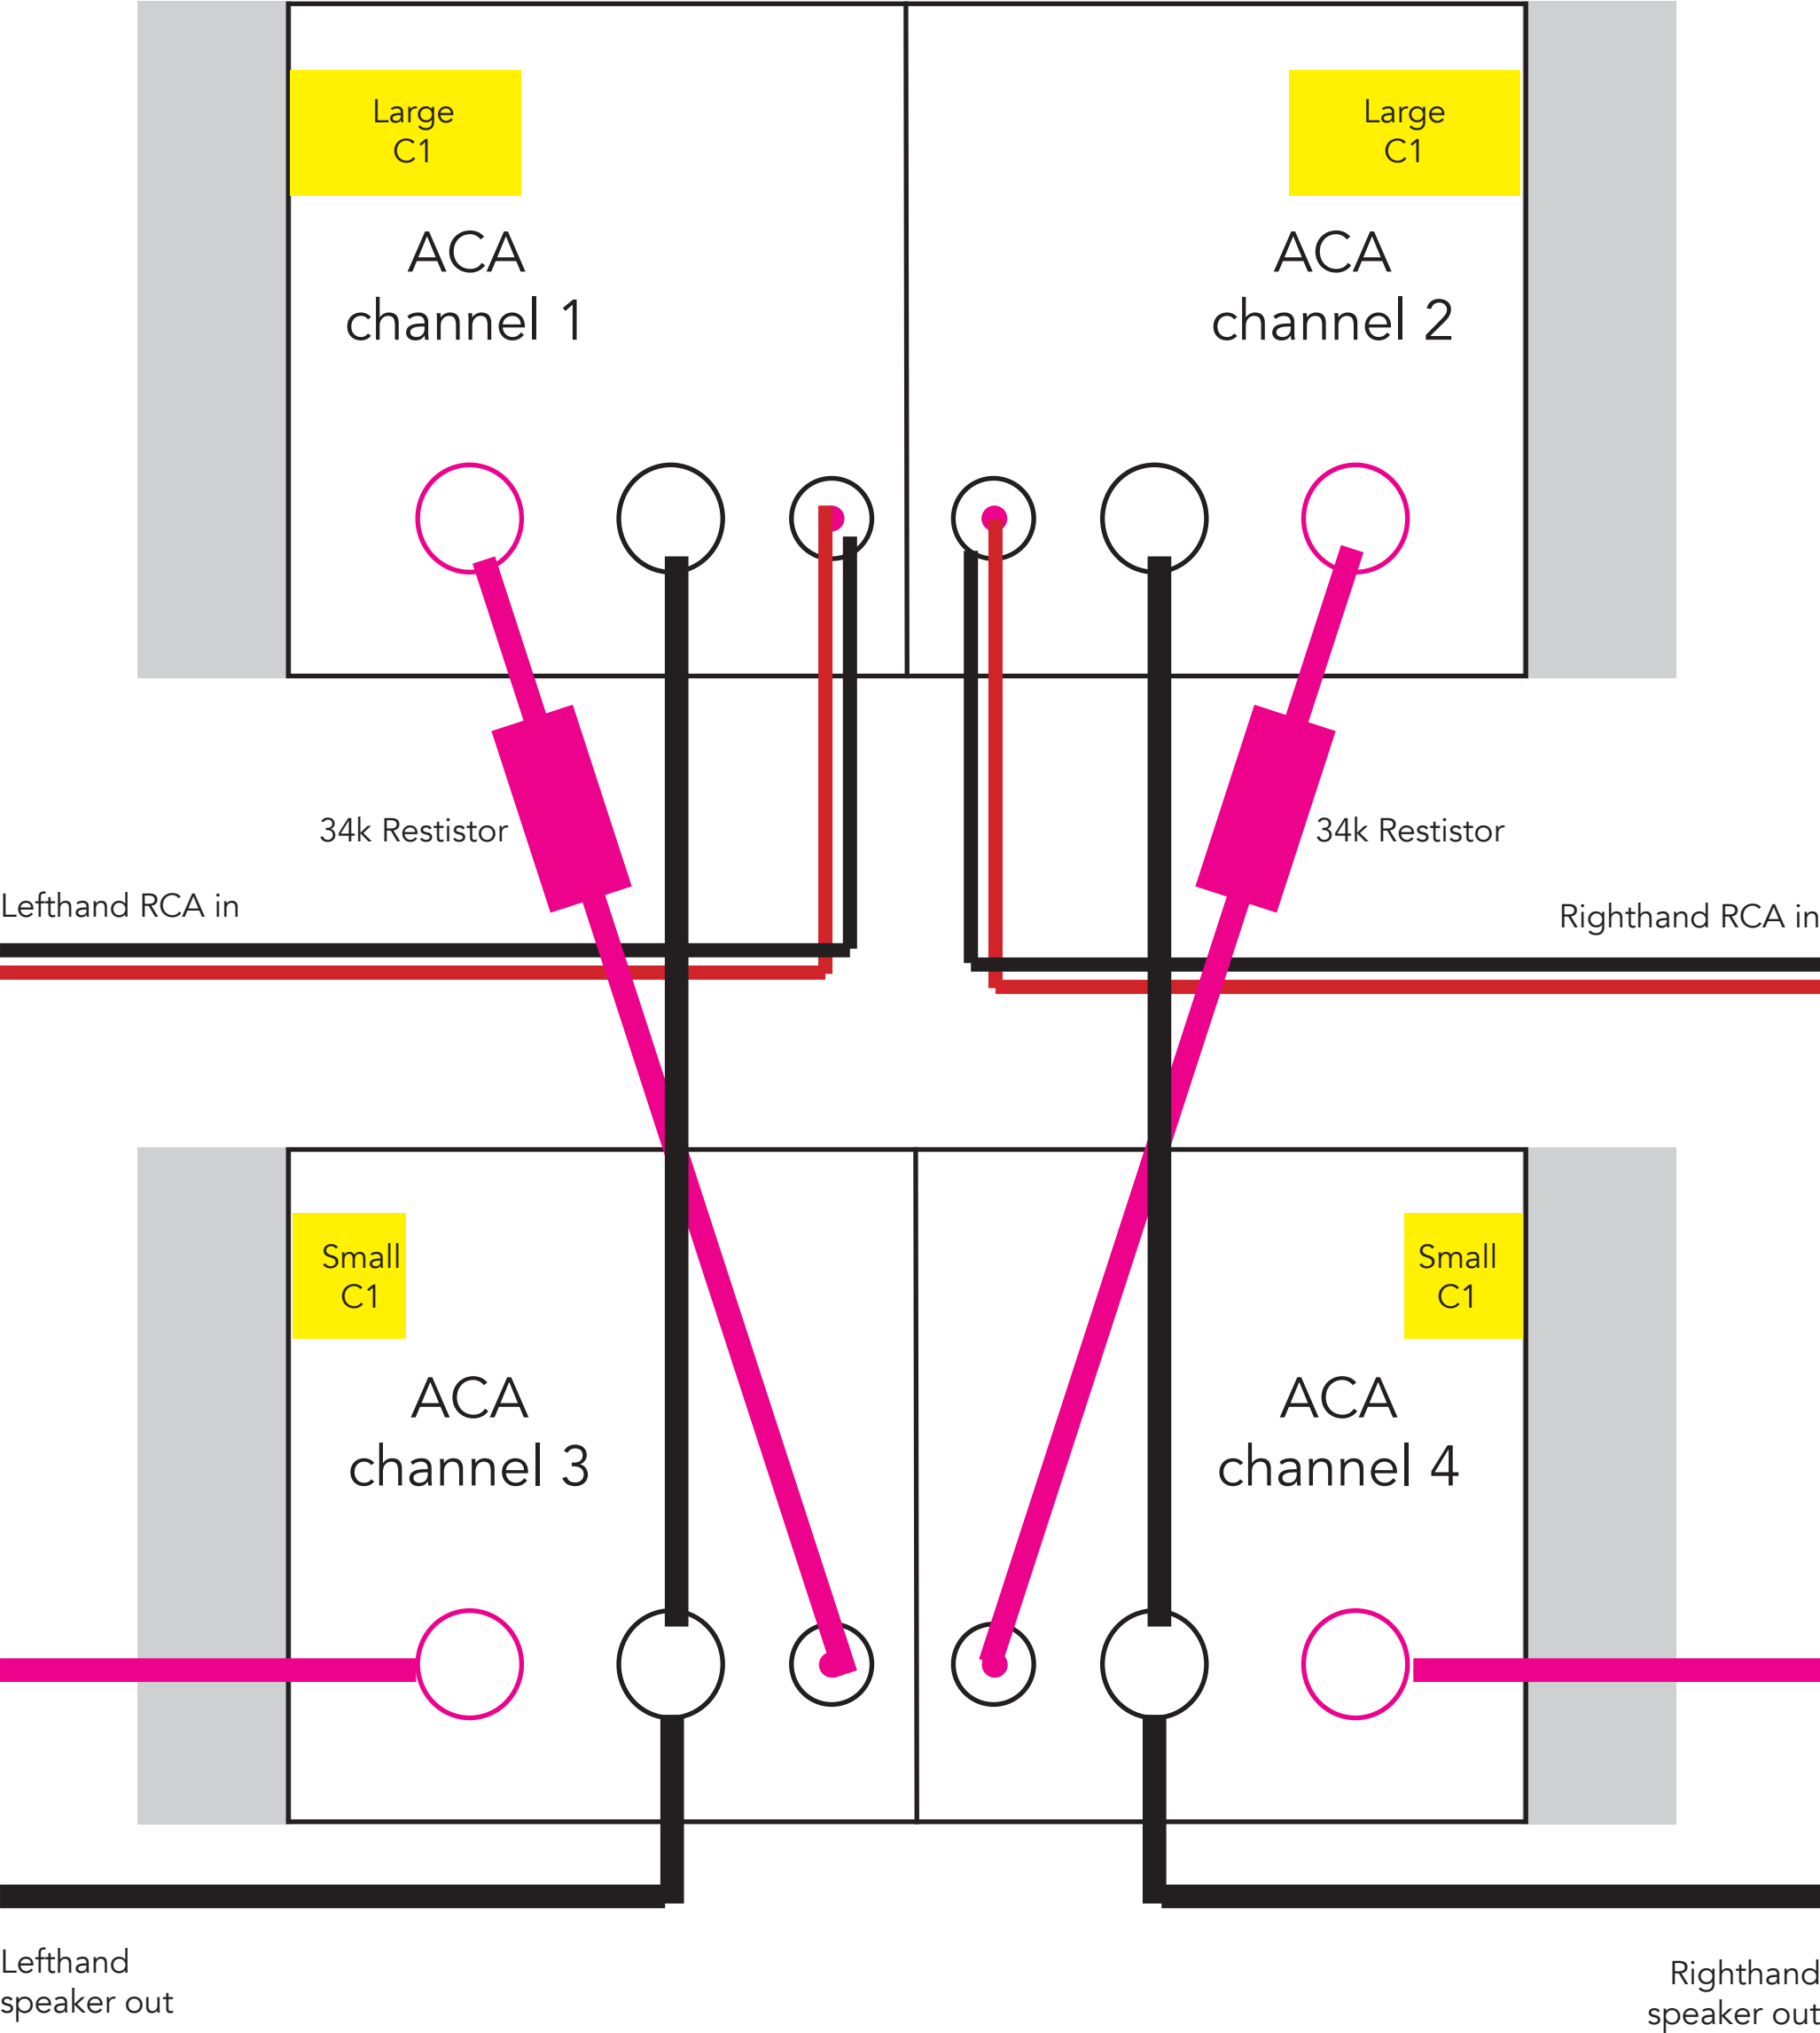 Large
C1
Large
C1
ACA
channel 1
ACA
channel 2
34k Restistor
34k Restistor
Lefthand RCA in
Righthand RCA in
Small
C1
Small
C1
ACA
channel 3
ACA
channel 4
Lefthand
speaker out
Righthand
speaker out